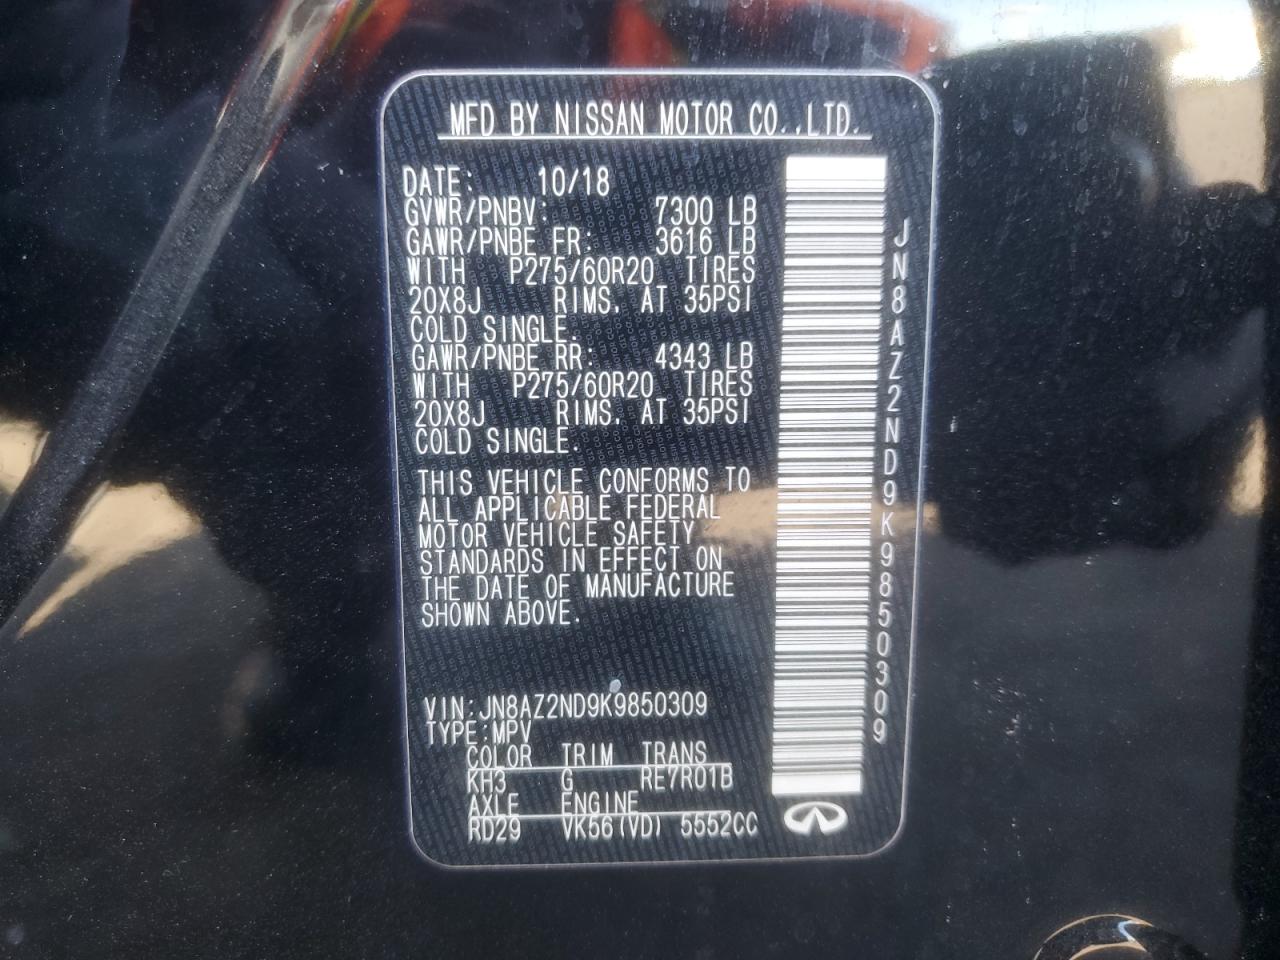 MFD BY NISSAN MOTOR CO.,LTD.
DATE: 10/18
GVWR/PNBV: 7300 LB
GAWR/PNBE FR: 3616 LB
WITH P275/60R20 TIRES
20X8J RIMS. AT 35PSI
COLD SINGLE.
GAWR/PNBE RR: 4343 LB
WITH P275/60R20 TIRES
20X8J RIMS. AT 35PSI
COLD SINGLE.
THIS VEHICLE CONFORMS TO
ALL APPLICABLE FEDERAL
MOTOR VEHICLE SAFETY
STANDARDS IN EFFECT ON
THE DATE OF MANUFACTURE
SHOWN ABOVE.
VIN:JN8AZ2ND9K9850309
TYPE:MPV
COLOR TRIM TRANS
KH3 G RE7R01B
AXLE ENGINE
RD29 VK56(VD) 5552CC
JN8AZ2ND9K9850309